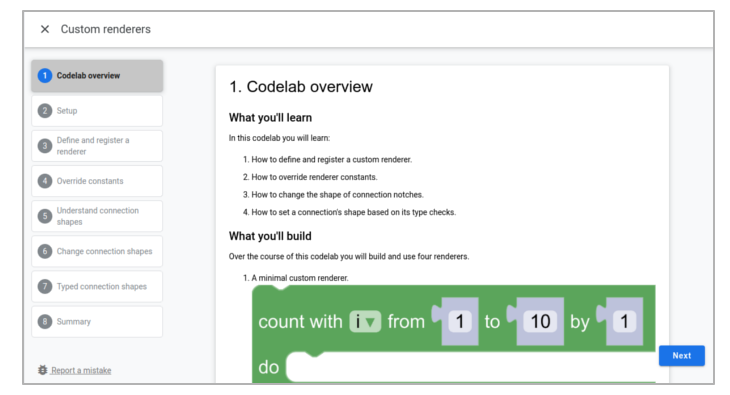 Custom renderers
1 Codelab overview
2 Setup
3 Define and register a
renderer
4 Override constants
5 Understand connection
shapes
6 Change connection shapes
7 Typed connection shapes
8 Summary
Report a mistake
1. Codelab overview
What you'll learn
In this codelab you will learn:
1. How to define and register a custom renderer.
2. How to override renderer constants.
3. How to change the shape of connection notches.
4. How to set a connection's shape based on its type checks.
What you'll build
Over the course of this codelab you will build and use four renderers.
1. A minimal custom renderer.
count with i from 1 to 10 by 1
do
Next